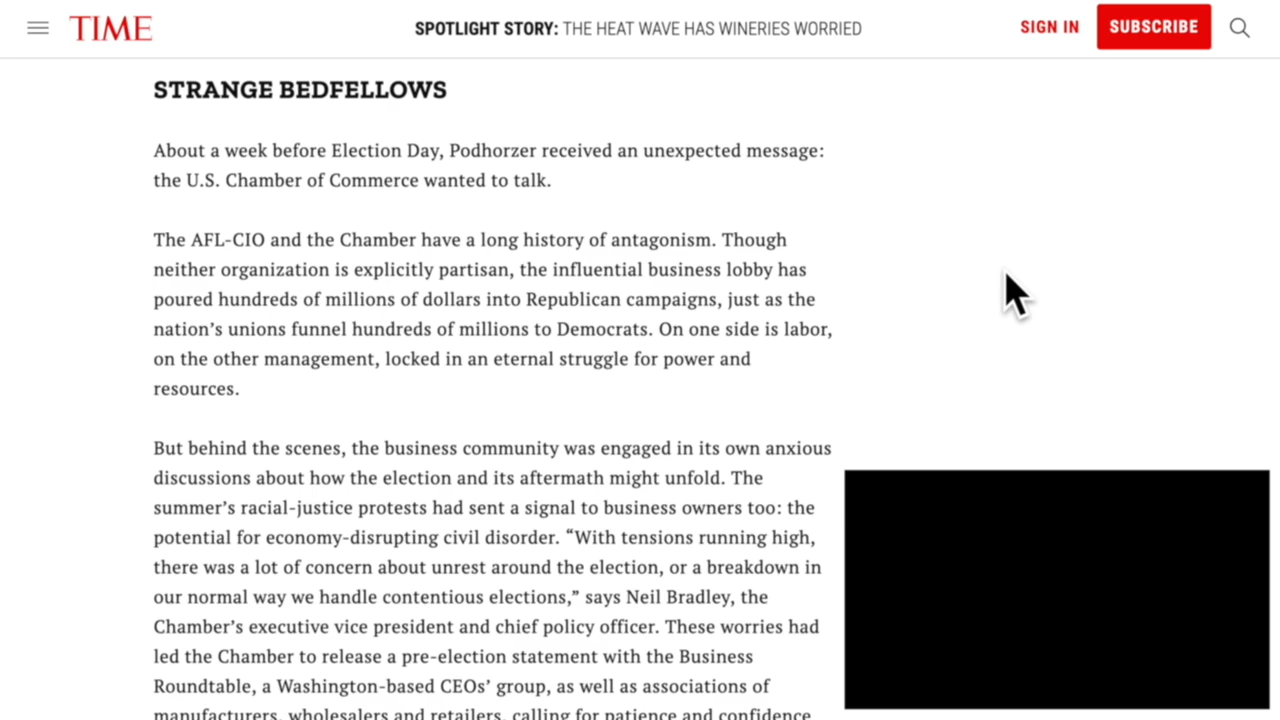 TIME
SPOTLIGHT STORY: THE HEAT WAVE HAS WINERIES WORRIED
SIGN IN
SUBSCRIBE
STRANGE BEDFELLOWS
About a week before Election Day, Podhorzer received an unexpected message:
the U.S. Chamber of Commerce wanted to talk.
The AFL-CIO and the Chamber have a long history of antagonism. Though
neither organization is explicitly partisan, the influential business lobby has
poured hundreds of millions of dollars into Republican campaigns, just as the
nation’s unions funnel hundreds of millions to Democrats. On one side is labor,
on the other management, locked in an eternal struggle for power and
resources.
But behind the scenes, the business community was engaged in its own anxious
discussions about how the election and its aftermath might unfold. The
summer’s racial-justice protests had sent a signal to business owners too: the
potential for economy-disrupting civil disorder. “With tensions running high,
there was a lot of concern about unrest around the election, or a breakdown in
our normal way we handle contentious elections,” says Neil Bradley, the
Chamber’s executive vice president and chief policy officer. These worries had
led the Chamber to release a pre-election statement with the Business
Roundtable, a Washington-based CEOs’ group, as well as associations of
manufacturers, wholesalers and retailers, calling for patience and confidence